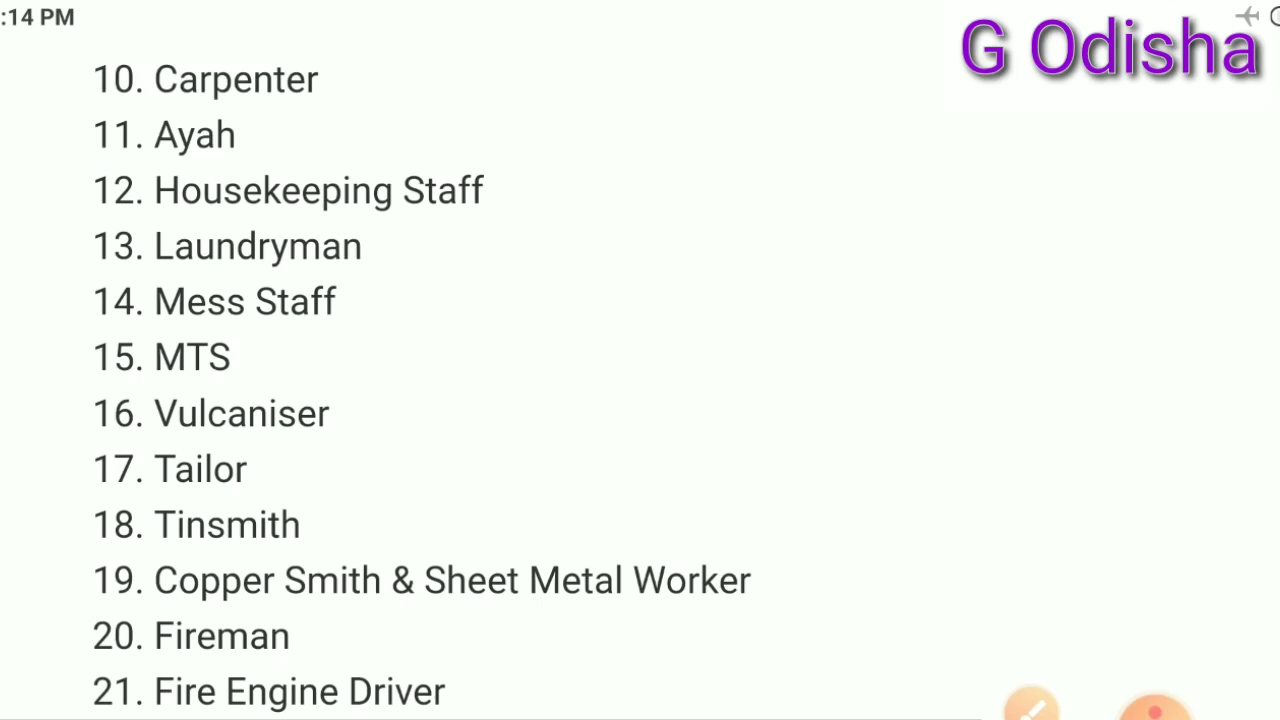 :14 PM
G Odisha
10. Carpenter
11. Ayah
12. Housekeeping Staff
13. Laundryman
14. Mess Staff
15. MTS
16. Vulcaniser
17. Tailor
18. Tinsmith
19. Copper Smith & Sheet Metal Worker
20. Fireman
21. Fire Engine Driver